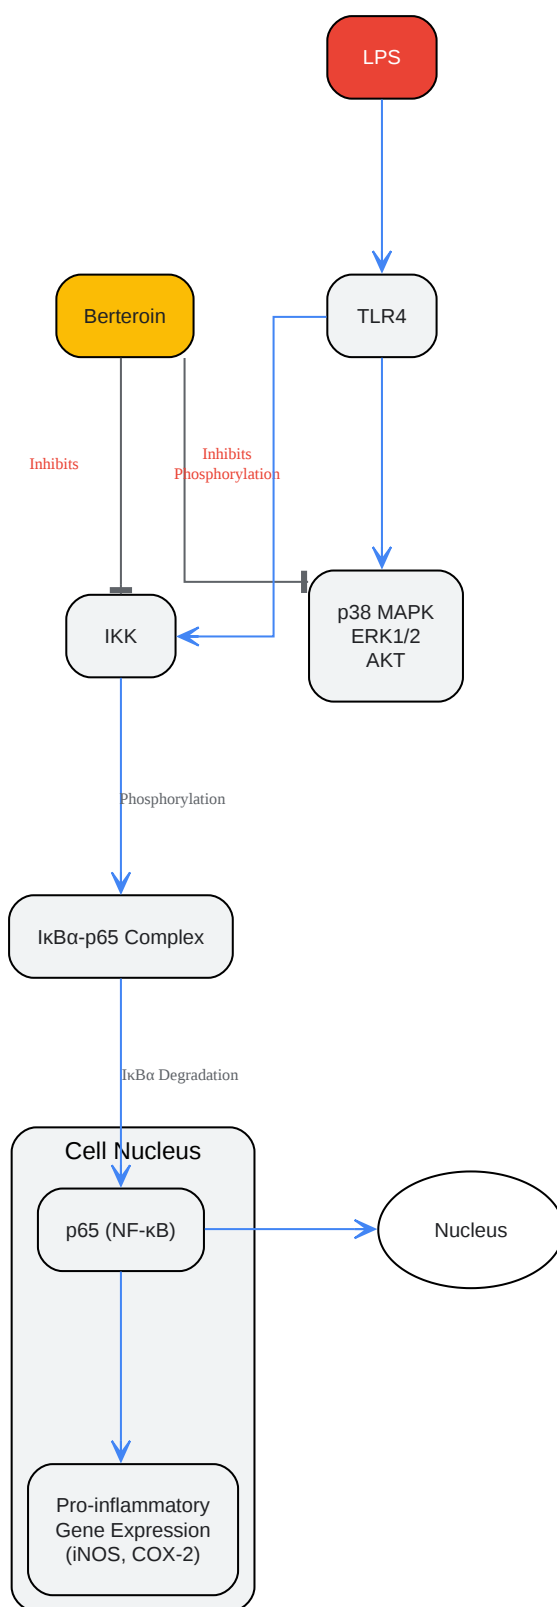 LPS
Berteroin
TLR4
Inhibits
Inhibits
Phosphorylation
IKK
p38 MAPK
ERK1/2
AKT
Phosphorylation
IκBα-p65 Complex
IκBα Degradation
Cell Nucleus
p65 (NF-κB)
Nucleus
Pro-inflammatory
Gene Expression
(iNOS, COX-2)